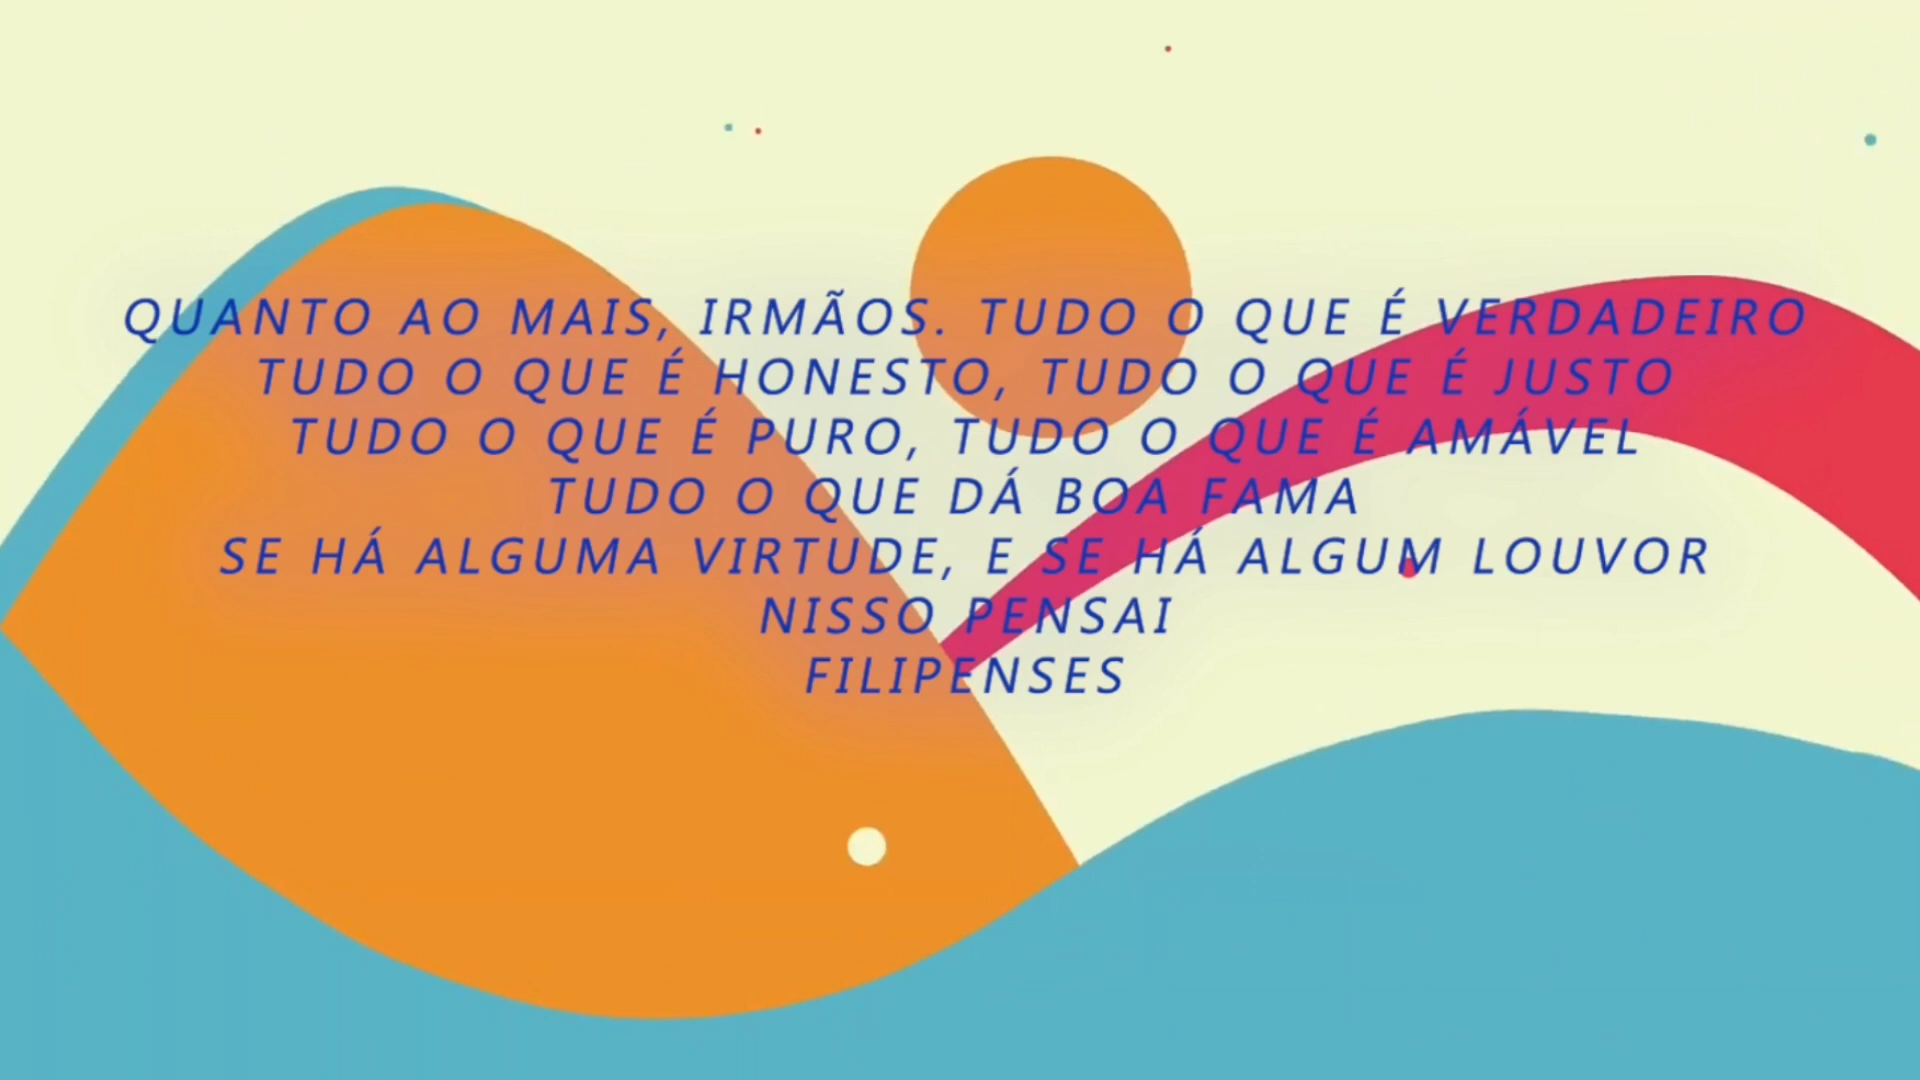 QUANTO AO MAIS, IRMÃOS. TUDO O QUE É VERDADEIRO
TUDO O QUE É HONESTO, TUDO O QUE É JUSTO
TUDO O QUE É PURO, TUDO O QUE É AMÁVEL
TUDO O QUE DÁ BOA FAMA
SE HÁ ALGUMA VIRTUDE, E SE HÁ ALGUM LOUVOR
NISSO PENSAI
FILIPENSES